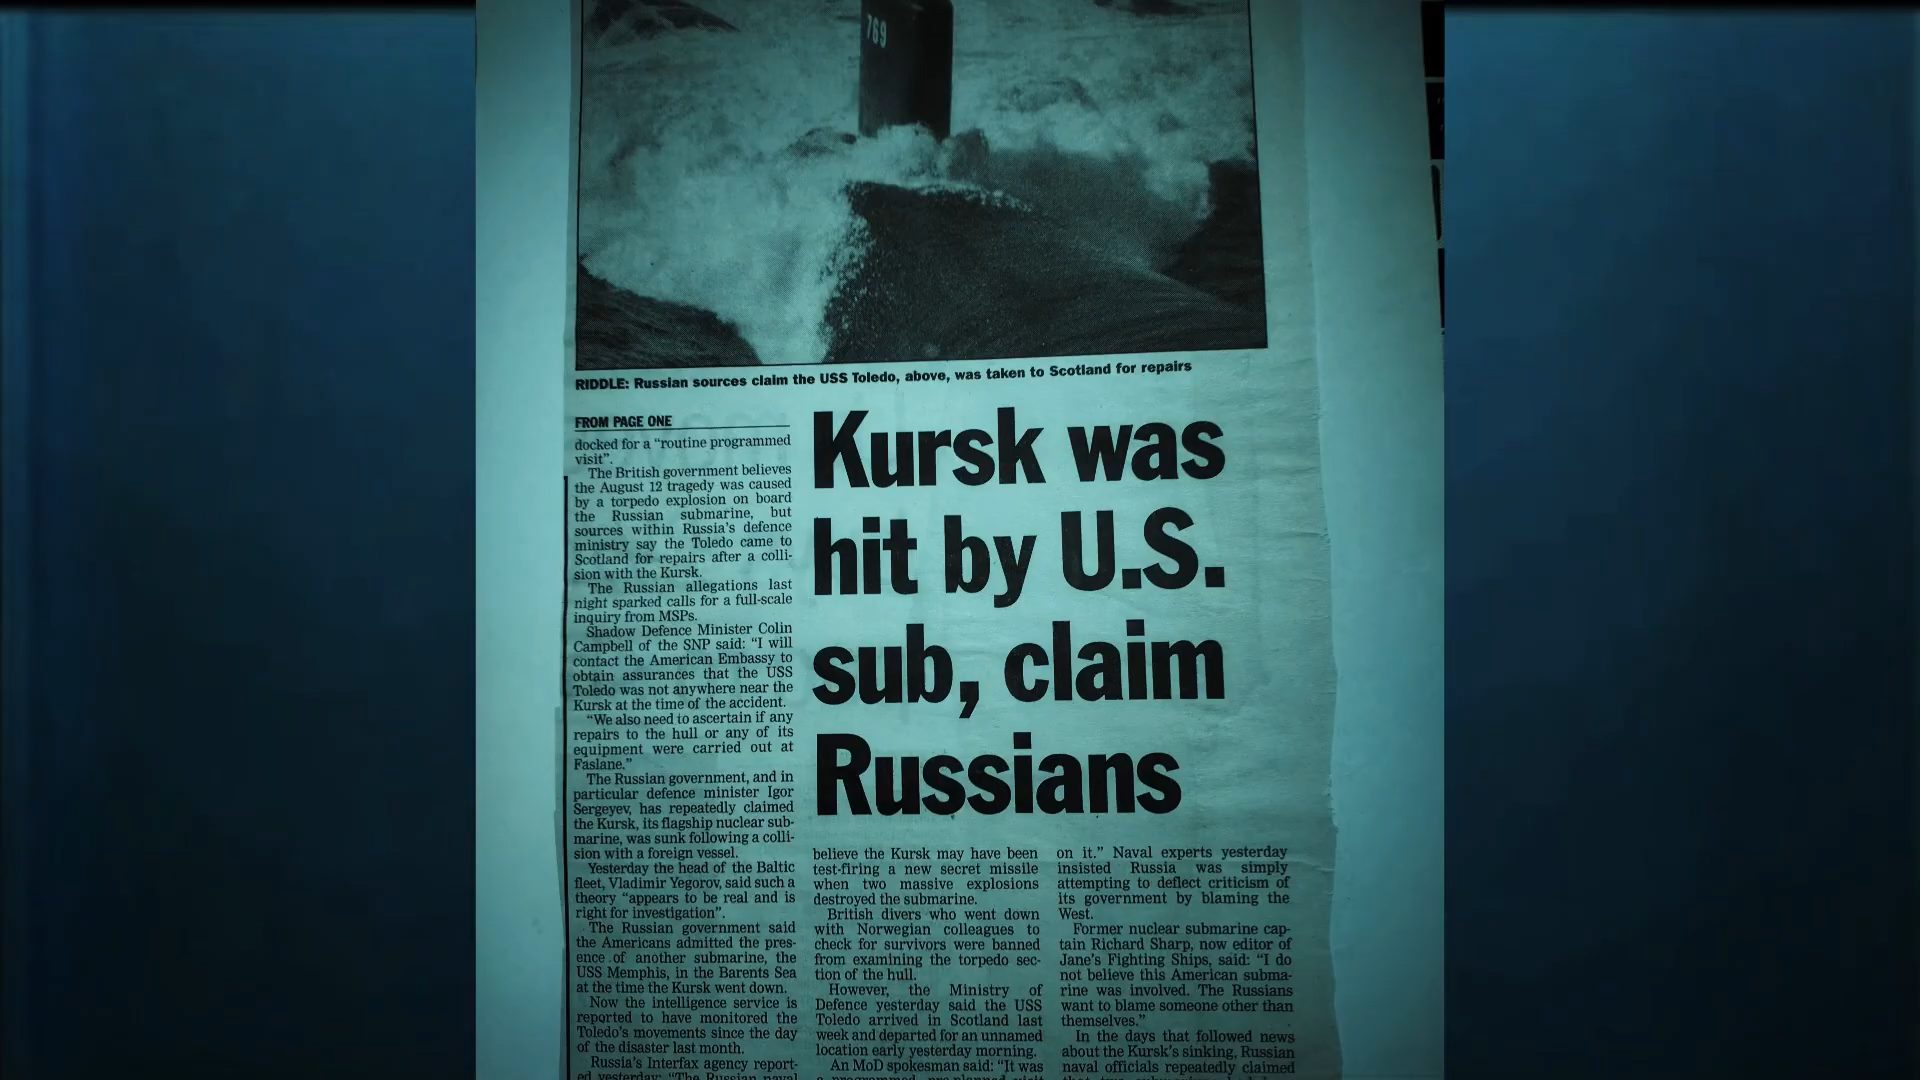 769
RIDDLE: Russian sources claim the USS Toledo, above, was taken to Scotland for repairs
Kursk was
hit by U.S.
sub, claim
Russians
FROM PAGE ONE
docked for a “routine programmed
visit”.
The British government believes
the August 12 tragedy was caused
by a torpedo explosion on board
the Russian submarine, but
sources within Russia's defence
ministry say the Toledo came to
Scotland for repairs after a colli-
sion with the Kursk.
The Russian allegations last
night sparked calls for a full-scale
inquiry from MSPs.
Shadow Defence Minister Colin
Campbell of the SNP said: “I will
contact the American Embassy to
obtain assurances that the USS
Toledo was not anywhere near the
Kursk at the time of the accident.
“We also need to ascertain if any
repairs to the hull or any of its
equipment were carried out at
Faslane.”
The Russian government, and in
particular defence minister Igor
Sergeyev, has repeatedly claimed
the Kursk, its flagship nuclear sub-
marine, was sunk following a colli-
sion with a foreign vessel.
Yesterday the head of the Baltic
fleet, Vladimir Yegorov, said such a
theory “appears to be real and is
right for investigation”.
The Russian government said
the Americans admitted the pres-
ence of another submarine, the
USS Memphis, in the Barents Sea
at the time the Kursk went down.
Now the intelligence service is
reported to have monitored the
Toledo's movements since the day
of the disaster last month.
Russia's Interfax agency report-
ed yesterday: “The Russian naval
believe the Kursk may have been
test-firing a new secret missile
when two massive explosions
destroyed the submarine.
British divers who went down
with Norwegian colleagues to
check for survivors were banned
from examining the torpedo sec-
tion of the hull.
However, the Ministry of
Defence yesterday said the USS
Toledo arrived in Scotland last
week and departed for an unnamed
location early yesterday morning.
An MoD spokesman said: “It was
on it.” Naval experts yesterday
insisted Russia was simply
attempting to deflect criticism of
its government by blaming the
West.
Former nuclear submarine cap-
tain Richard Sharp, now editor of
Jane's Fighting Ships, said: “I do
not believe this American subma-
rine was involved. The Russians
want to blame someone other than
themselves.”
In the days that followed news
about the Kursk's sinking, Russian
naval officials repeatedly claimed